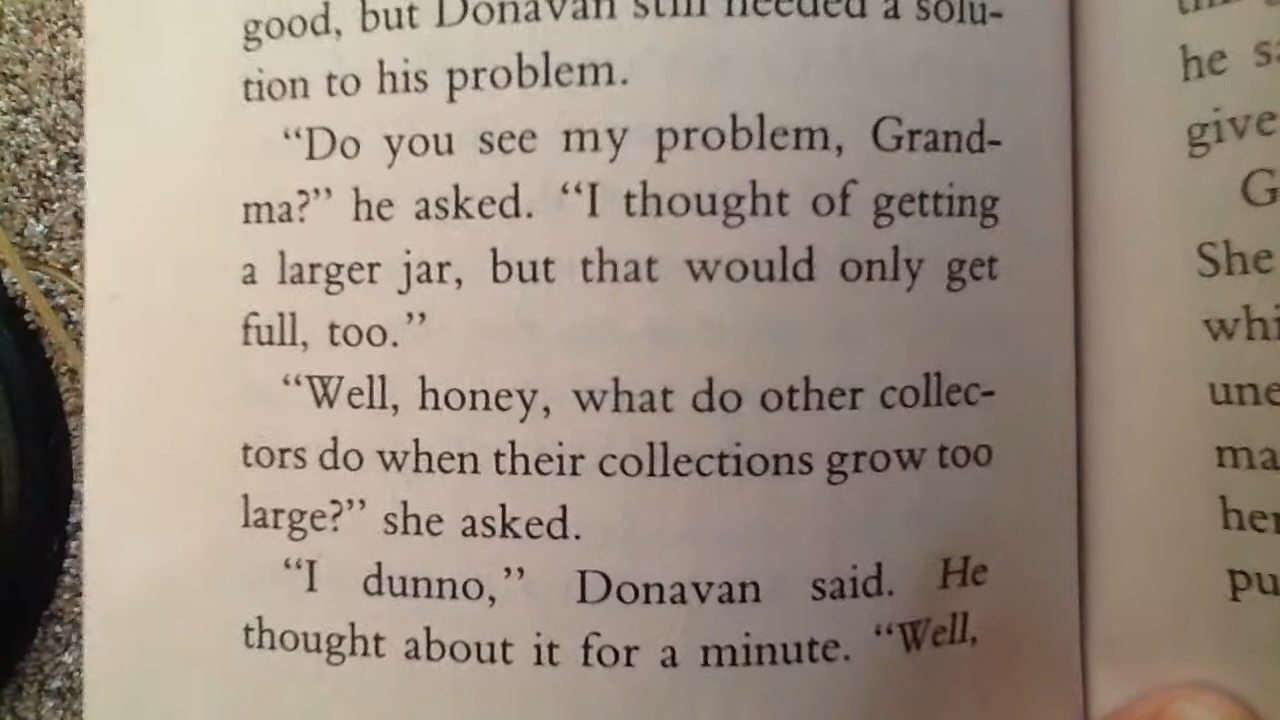 good, but Donavan still needed a solu-
tion to his problem.
“Do you see my problem, Grand-
ma?” he asked. “I thought of getting
a larger jar, but that would only get
full, too.”
“Well, honey, what do other collec-
tors do when their collections grow too
large?” she asked.
“I dunno,” Donavan said. He
thought about it for a minute. “Well,
he
give
She